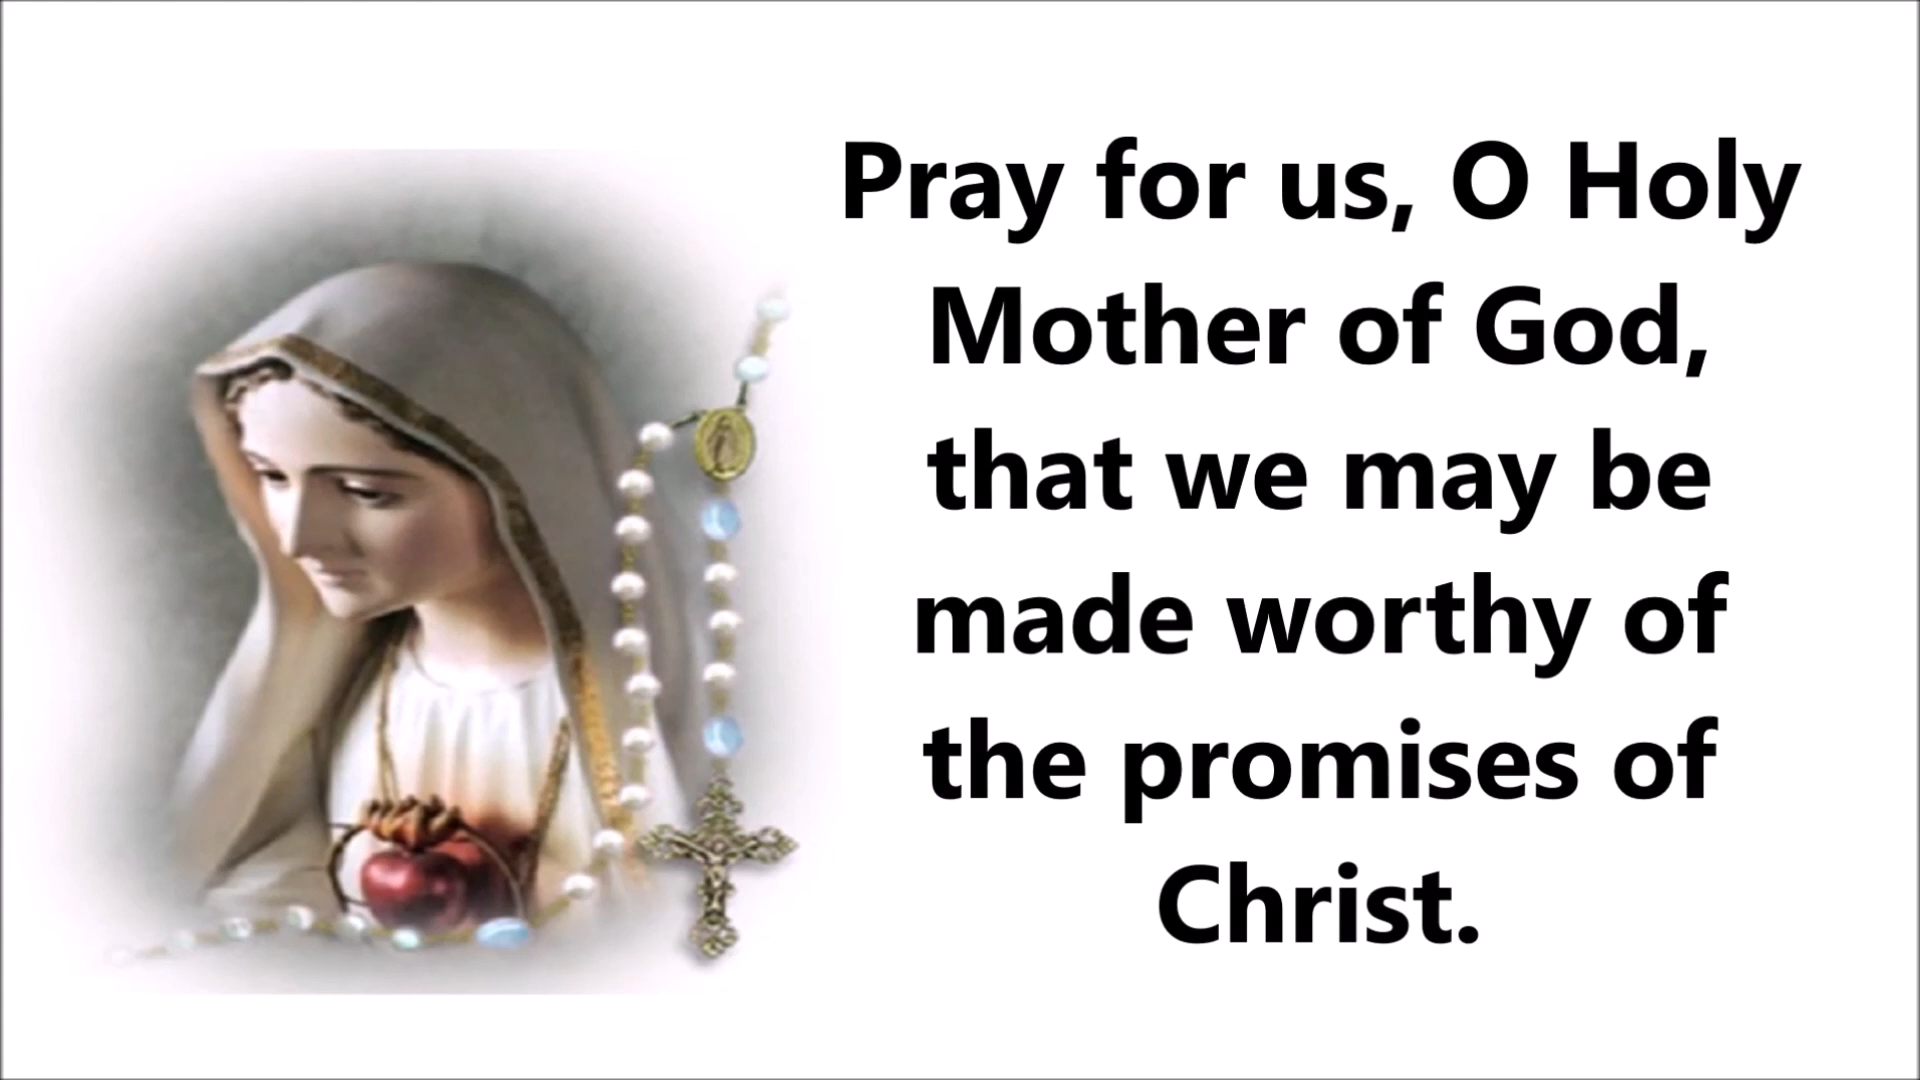 Pray for us, O Holy
Mother of God,
that we may be
made worthy of
the promises of
Christ.